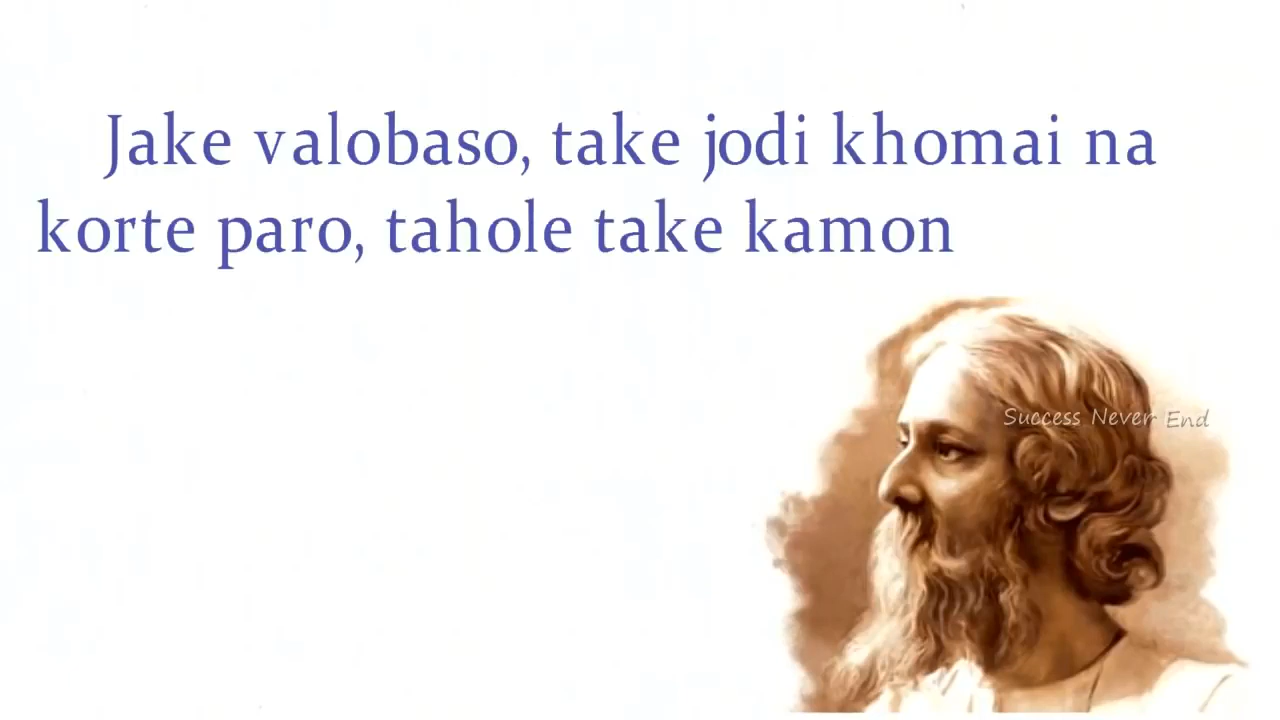 Jake valobaso, take jodi khomai na
korte paro, tahole take kamon
Success Never End